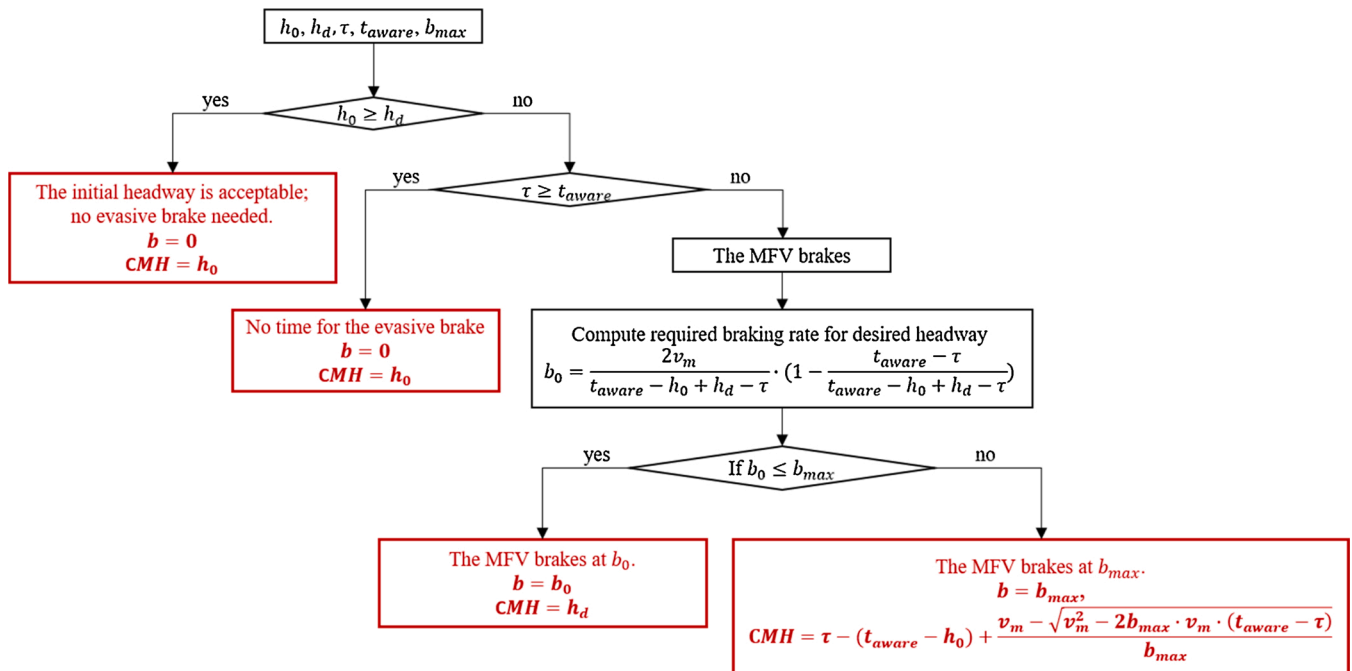 h₀, h_d, τ, t_aware, b_max
yes
no
h₀ ≥ h_d
The initial headway is acceptable;
no evasive brake needed.
b = 0
CMH = h₀
yes
no
τ ≥ t_aware
The MFV brakes
No time for the evasive brake
b = 0
CMH = h₀
Compute required braking rate for desired headway
b₀ = 2v_m / (t_aware − h₀ + h_d − τ) · (1 − (t_aware − τ) / (t_aware − h₀ + h_d − τ))
yes
no
If b₀ ≤ b_max
The MFV brakes at b₀.
b = b₀
CMH = h_d
The MFV brakes at b_max.
b = b_max,
CMH = τ − (t_aware − h₀) + (v_m − √(v_m² − 2b_max · v_m · (t_aware − τ))) / b_max